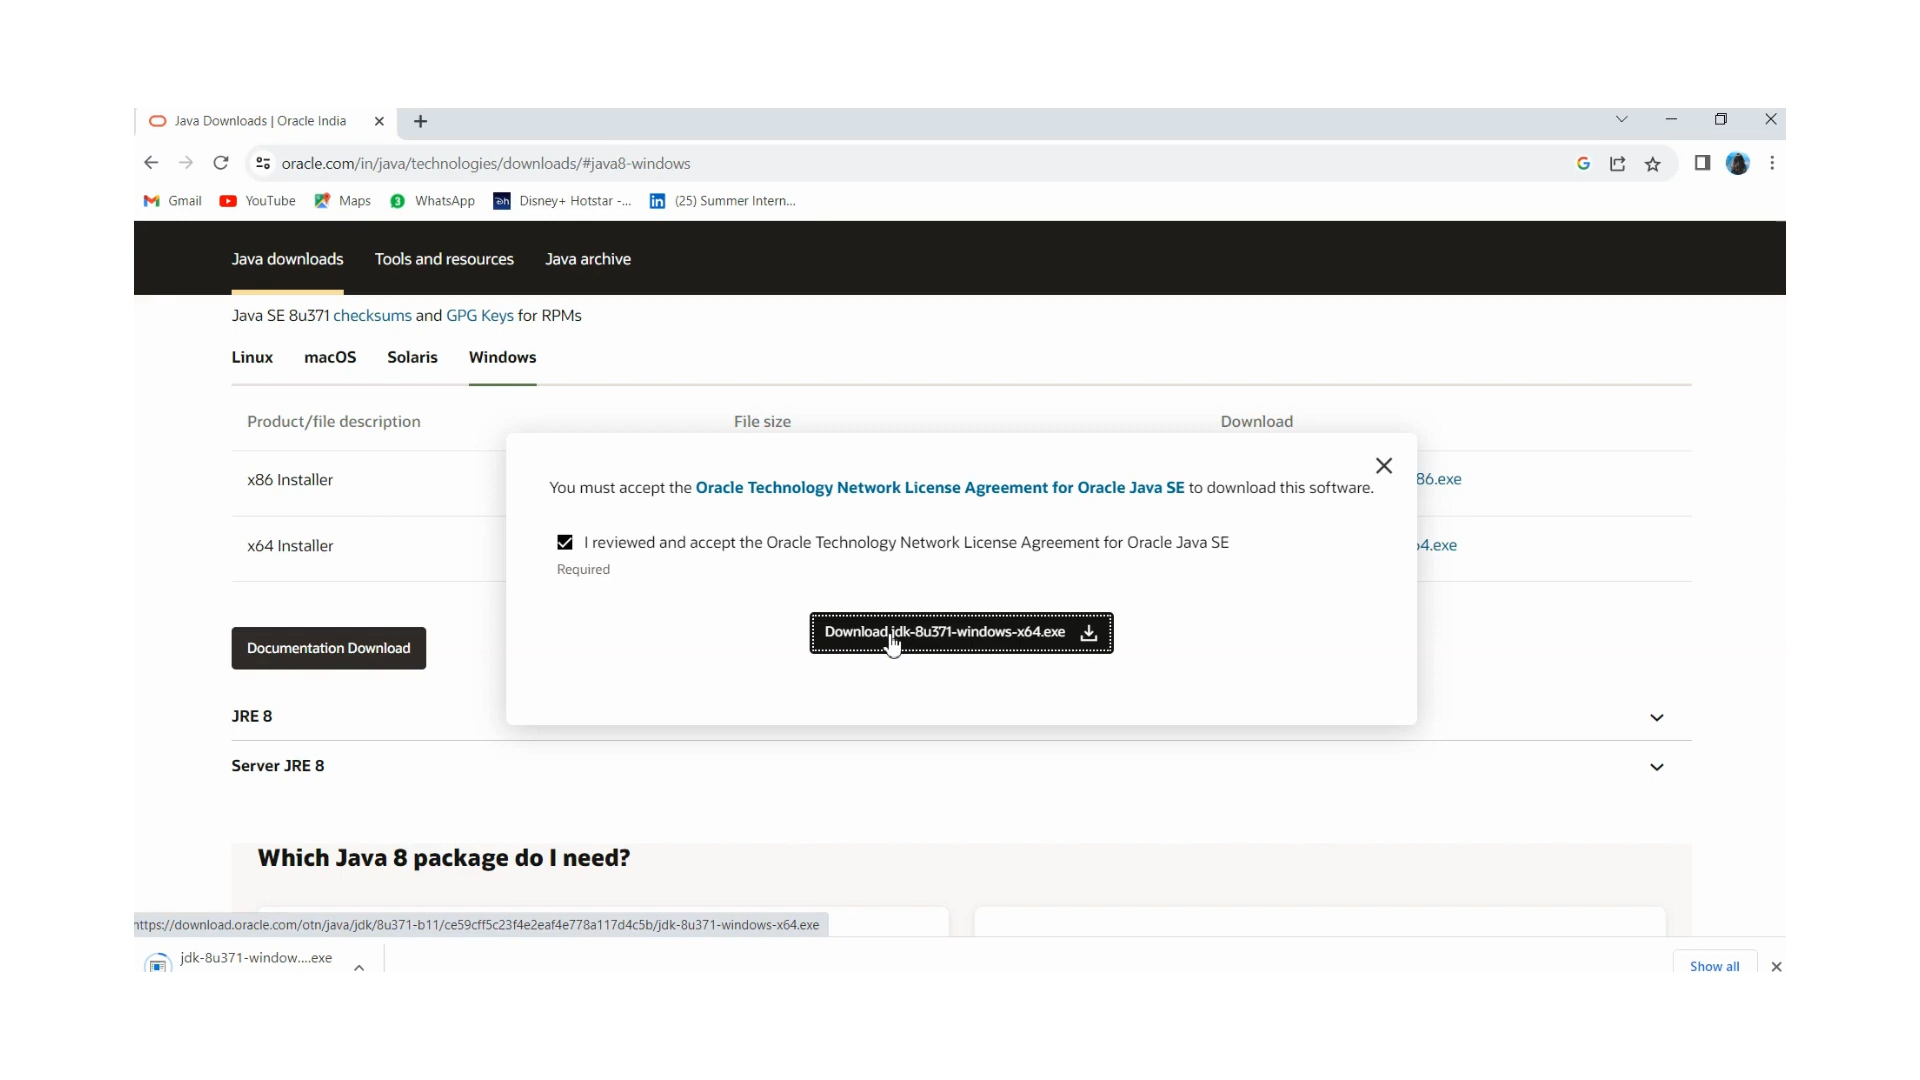 Java Downloads | Oracle India
oracle.com/in/java/technologies/downloads/#java8-windows
Gmail YouTube Maps WhatsApp Disney+ Hotstar -... (25) Summer Intern...
Java downloads Tools and resources Java archive
Java SE 8u371 checksums and GPG Keys for RPMs
Linux macOS Solaris Windows
Product/file description File size Download
x86 Installer 86.exe
You must accept the Oracle Technology Network License Agreement for Oracle Java SE to download this software.
x64 Installer 4.exe
I reviewed and accept the Oracle Technology Network License Agreement for Oracle Java SE
Required
Download jdk-8u371-windows-x64.exe
Documentation Download
JRE 8
Server JRE 8
Which Java 8 package do I need?
https://download.oracle.com/otn/java/jdk/8u371-b11/ce59cff5c23f4e2eaf4e778a117d4c5b/jdk-8u371-windows-x64.exe
jdk-8u371-window....exe
Show all